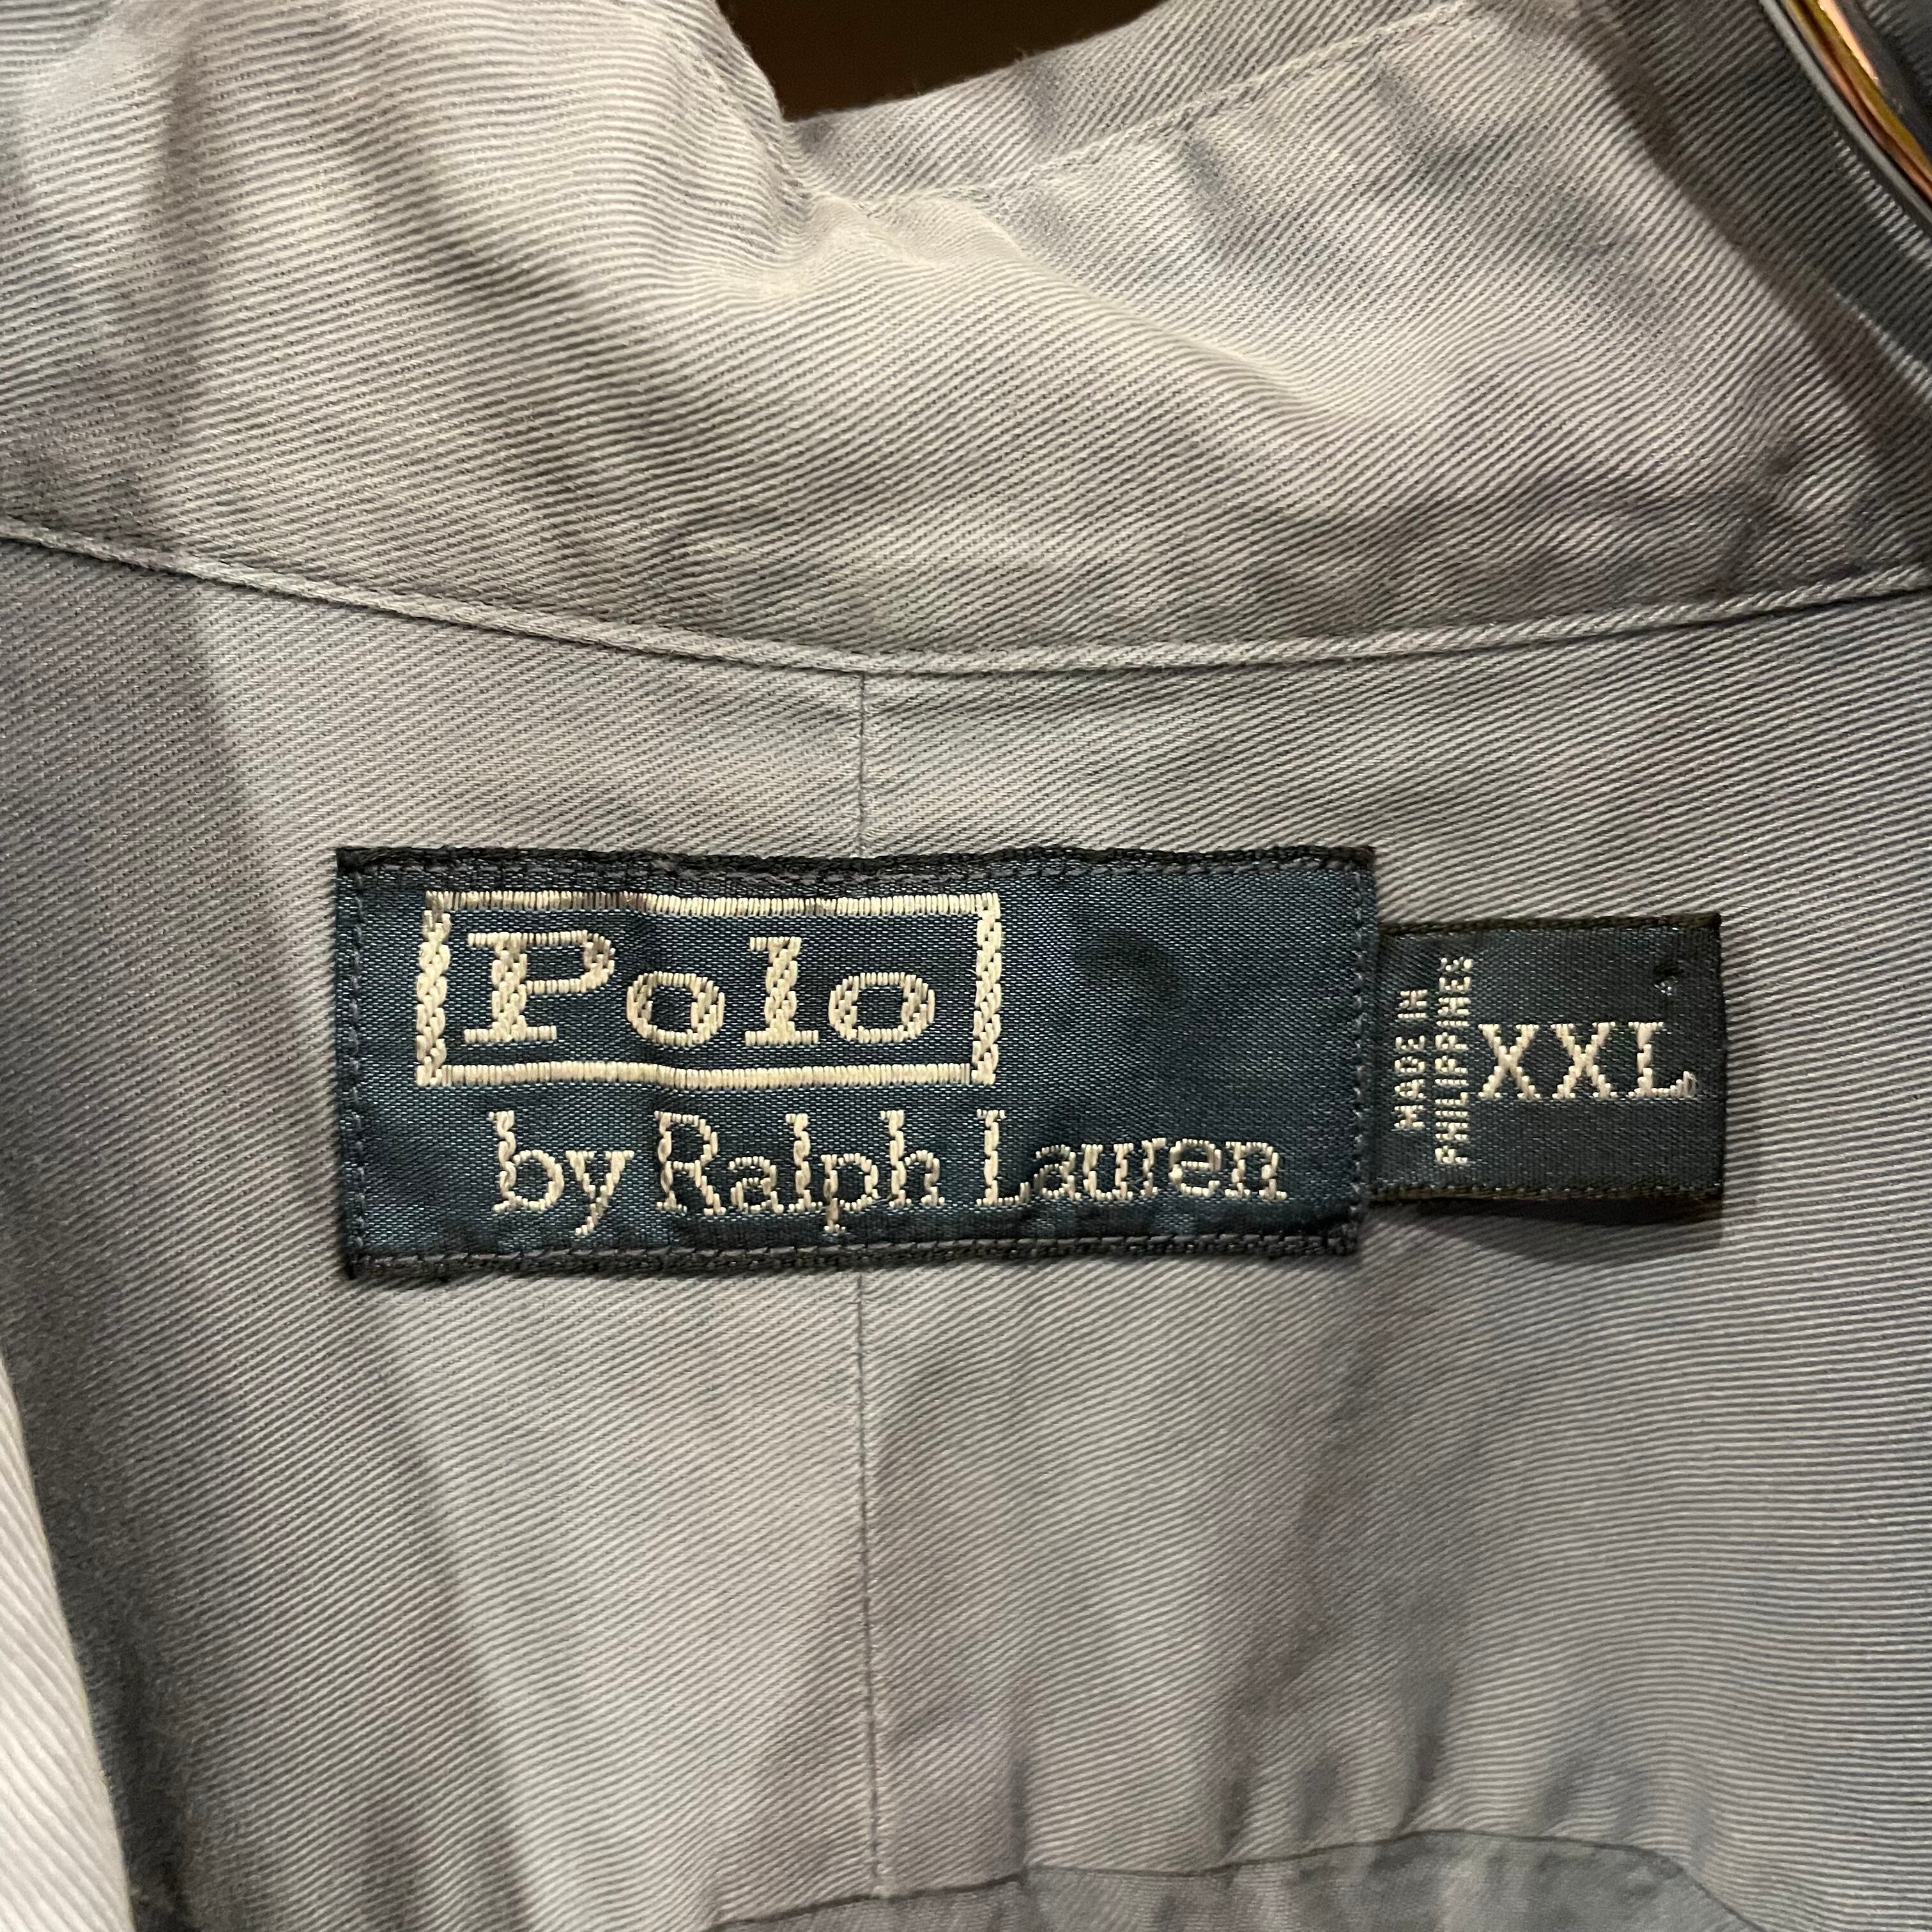 Polo
by Ralph Lauren
MADE IN
PHILIPPINES
XXL